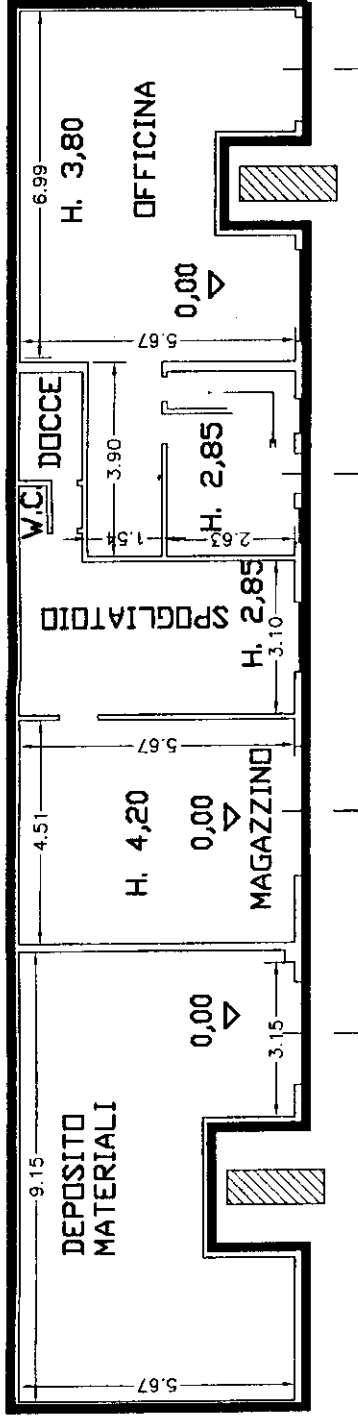 6.99
H. 3,80
OFFICINA
0,00
5.67
DOCCE
W.C.
3.90
1.54
2.63
H. 2,85
SPOGLIATOIO
H. 2,85
3.10
4.51
5.67
H. 4,20
0,00
MAGAZZINO
9.15
DEPOSITO
MATERIALI
0,00
3.15
5.67